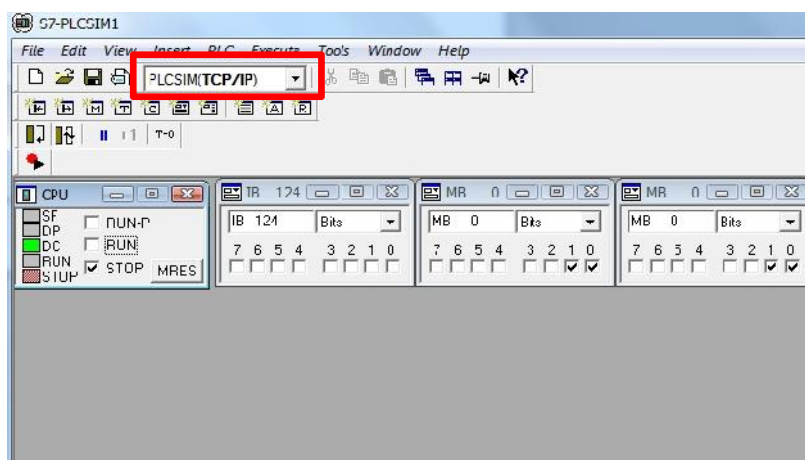 S7-PLCSIM1
File Edit View Insert PLC Execute Tools Window Help
PLCSIM(TCP/IP)
T=0
CPU
IB 124
MB 0
MB 0
SF
DP
DC
RUN
STOP
RUN-P
RUN
STOP
MRES
IB 124 Bits
7 6 5 4 3 2 1 0
MB 0 Bits
7 6 5 4 3 2 1 0
MB 0 Bits
7 6 5 4 3 2 1 0